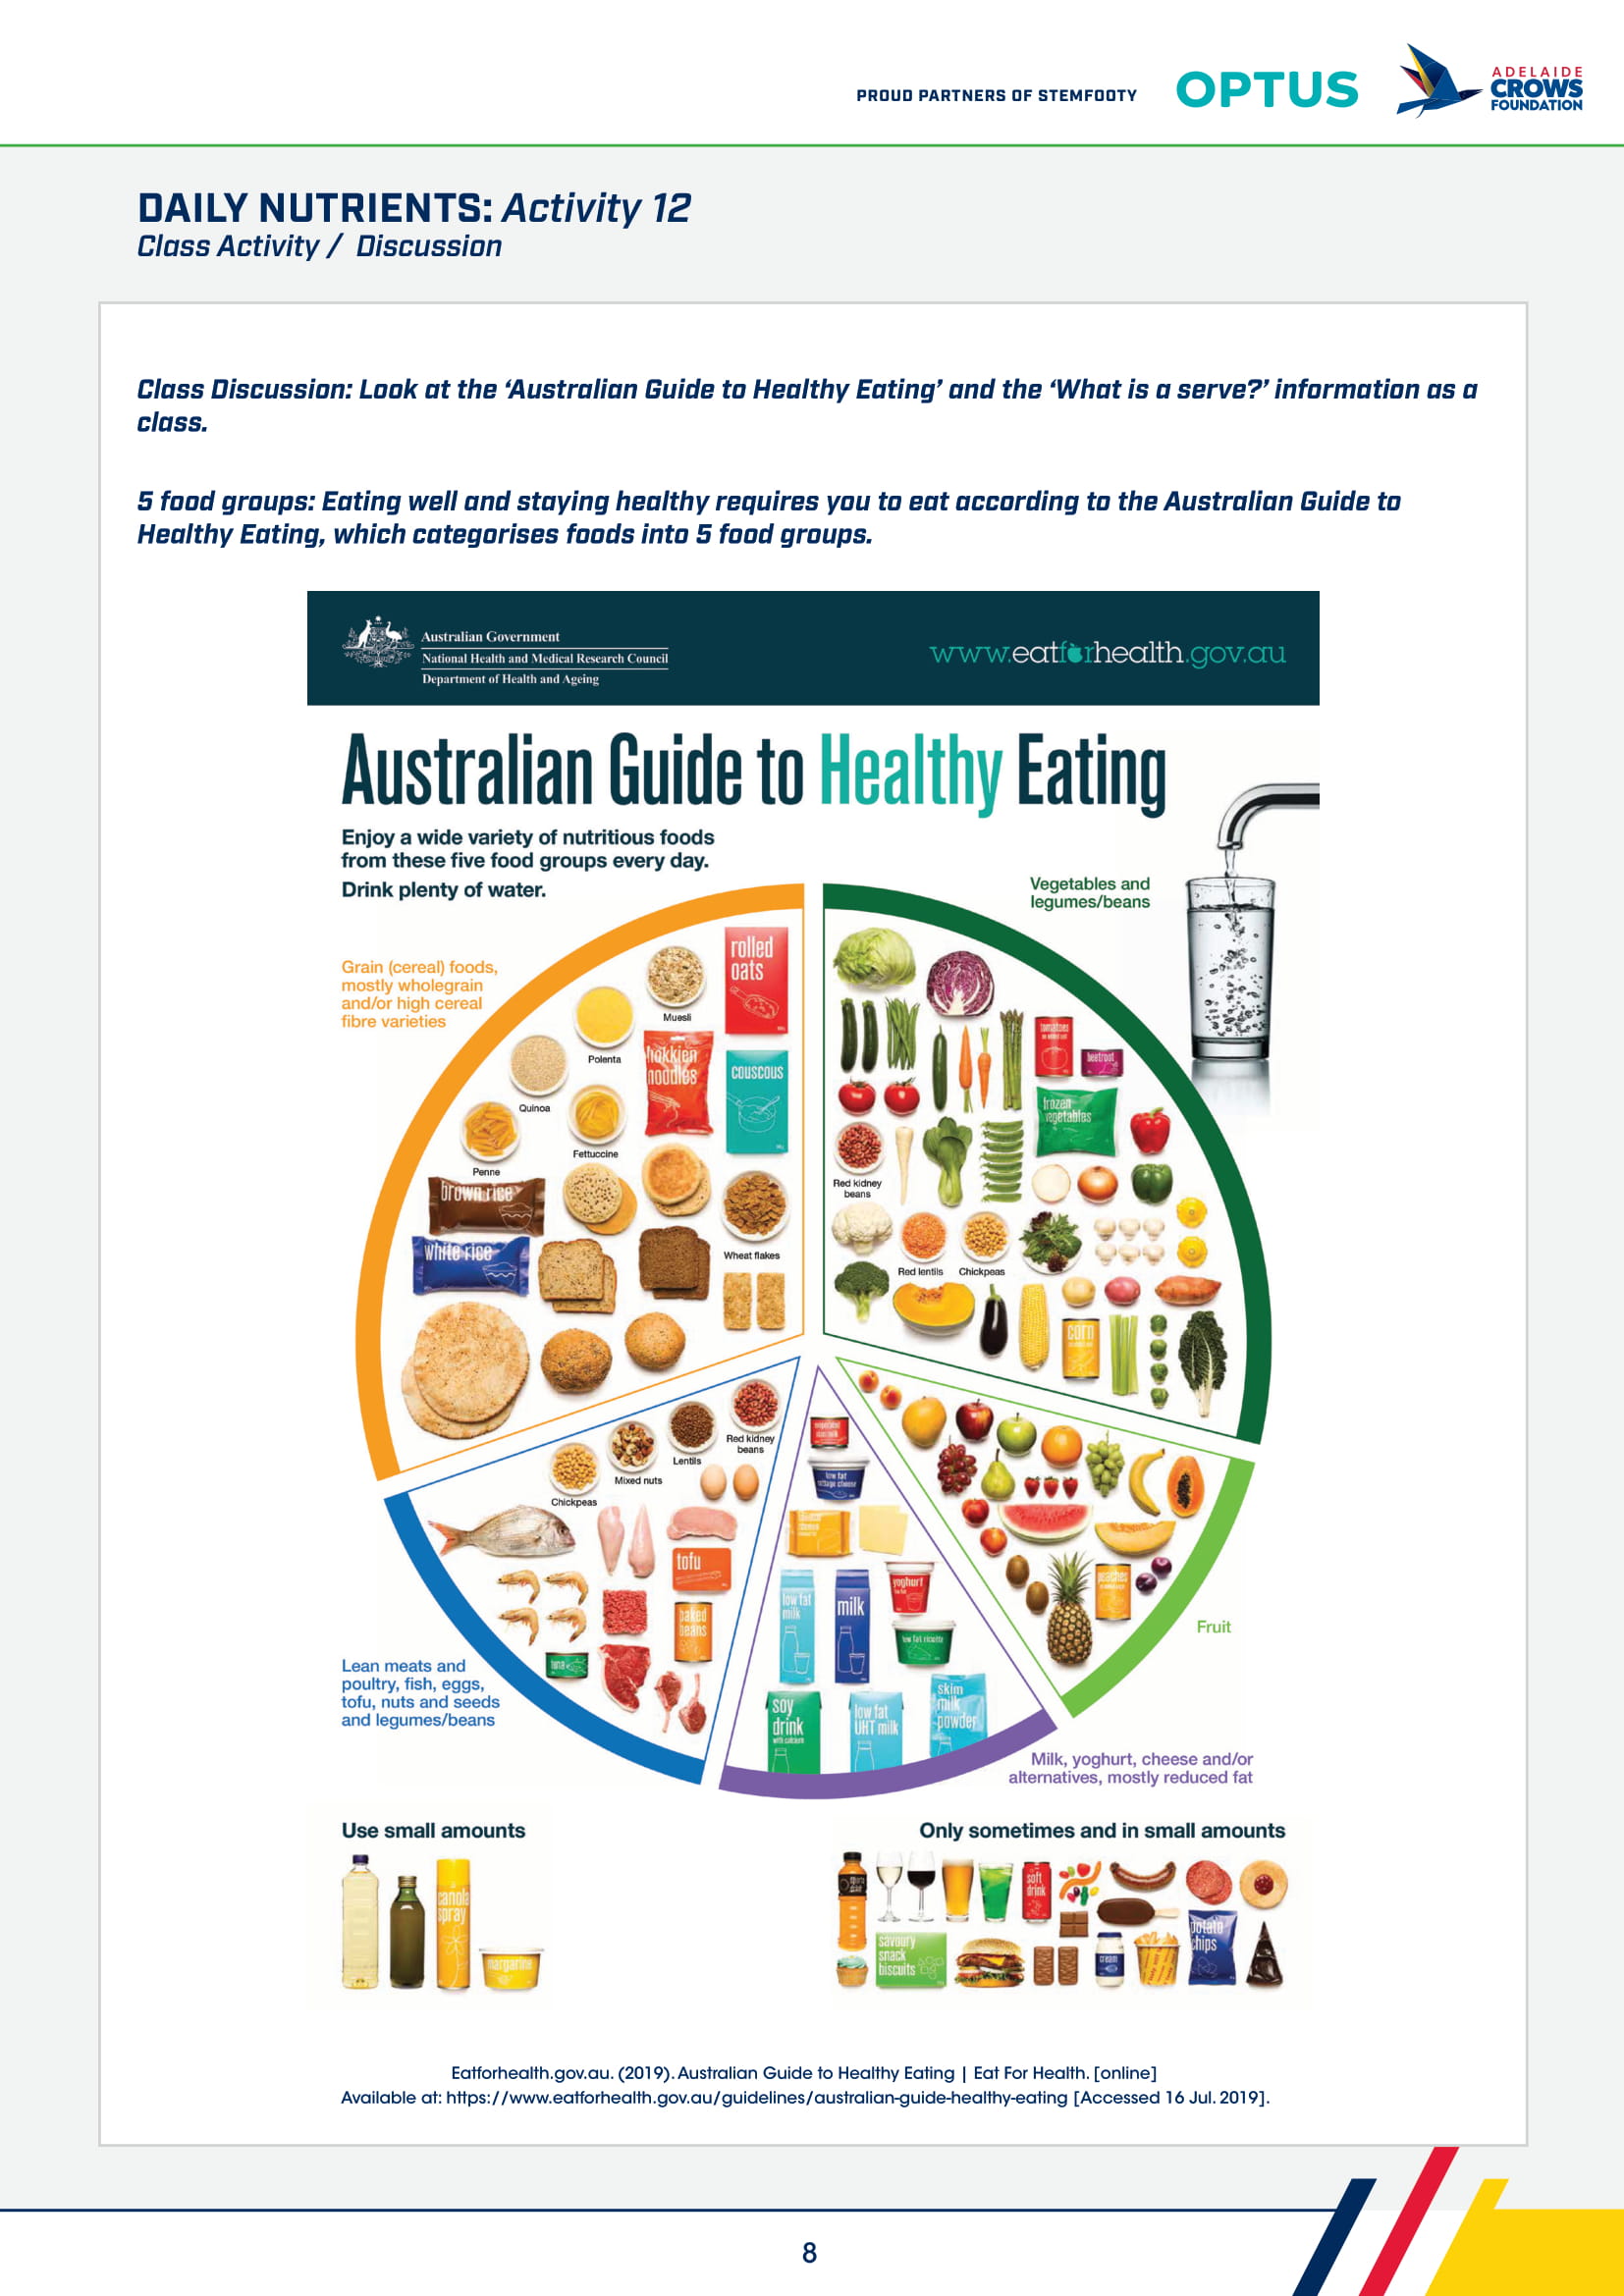 PROUD PARTNERS OF STEMFOOTY
OPTUS
ADELAIDE
CROWS
FOUNDATION
DAILY NUTRIENTS: Activity 12
Class Activity / Discussion
Class Discussion: Look at the ‘Australian Guide to Healthy Eating’ and the ‘What is a serve?’ information as a
class.
5 food groups: Eating well and staying healthy requires you to eat according to the Australian Guide to
Healthy Eating, which categorises foods into 5 food groups.
Australian Government
National Health and Medical Research Council
Department of Health and Ageing
www.eatforhealth.gov.au
Australian Guide to Healthy Eating
Enjoy a wide variety of nutritious foods
from these five food groups every day.
Drink plenty of water.
Vegetables and
legumes/beans
Grain (cereal) foods,
mostly wholegrain
and/or high cereal
fibre varieties
rolled
oats
Muesli
Polenta
hokkien
noodles
couscous
Quinoa
Fettuccine
Penne
brown rice
white rice
Wheat flakes
tomatoes
beetroot
frozen
vegetables
Red kidney
beans
Red lentils
Chickpeas
corn
Red kidney
beans
Lentils
Mixed nuts
Chickpeas
tofu
baked
beans
tuna
Lean meats and
poultry, fish, eggs,
tofu, nuts and seeds
and legumes/beans
low fat
cottage cheese
low fat
milk
milk
yoghurt
low fat ricotta
soy
drink
with calcium
low fat
UHT milk
skim
milk
powder
peaches
Fruit
Milk, yoghurt, cheese and/or
alternatives, mostly reduced fat
Use small amounts
canola
spray
margarine
Only sometimes and in small amounts
soft
drink
savoury
snack
biscuits
cream
potato
chips
Eatforhealth.gov.au. (2019). Australian Guide to Healthy Eating | Eat For Health. [online]
Available at: https://www.eatforhealth.gov.au/guidelines/australian-guide-healthy-eating [Accessed 16 Jul. 2019].
8